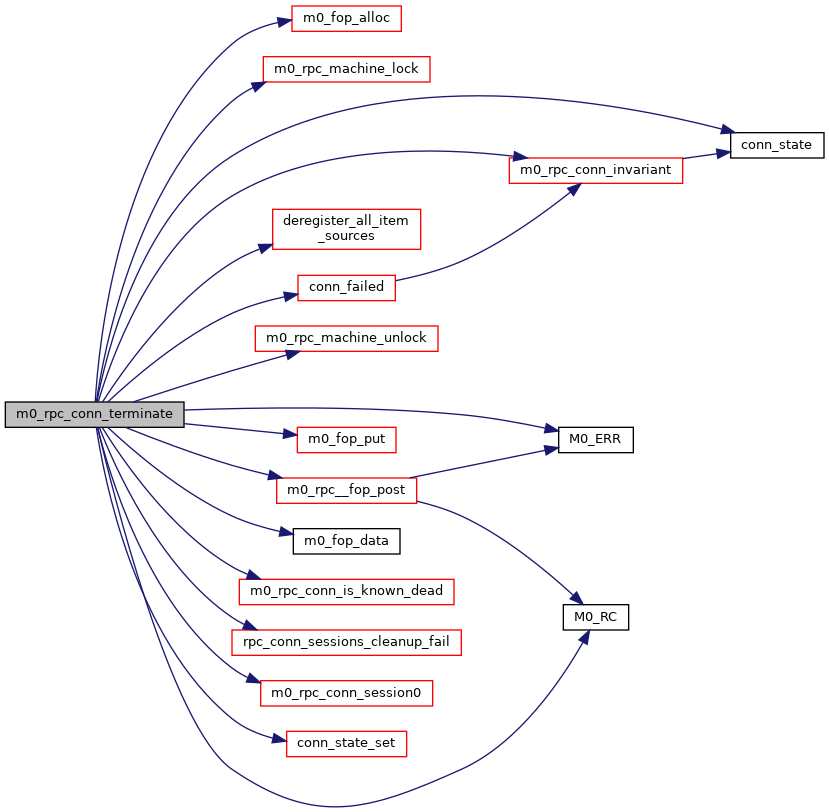 m0_fop_alloc
m0_rpc_machine_lock
conn_state
m0_rpc_conn_invariant
deregister_all_item
_sources
conn_failed
m0_rpc_machine_unlock
m0_rpc_conn_terminate
m0_fop_put
M0_ERR
m0_rpc__fop_post
m0_fop_data
m0_rpc_conn_is_known_dead
M0_RC
rpc_conn_sessions_cleanup_fail
m0_rpc_conn_session0
conn_state_set